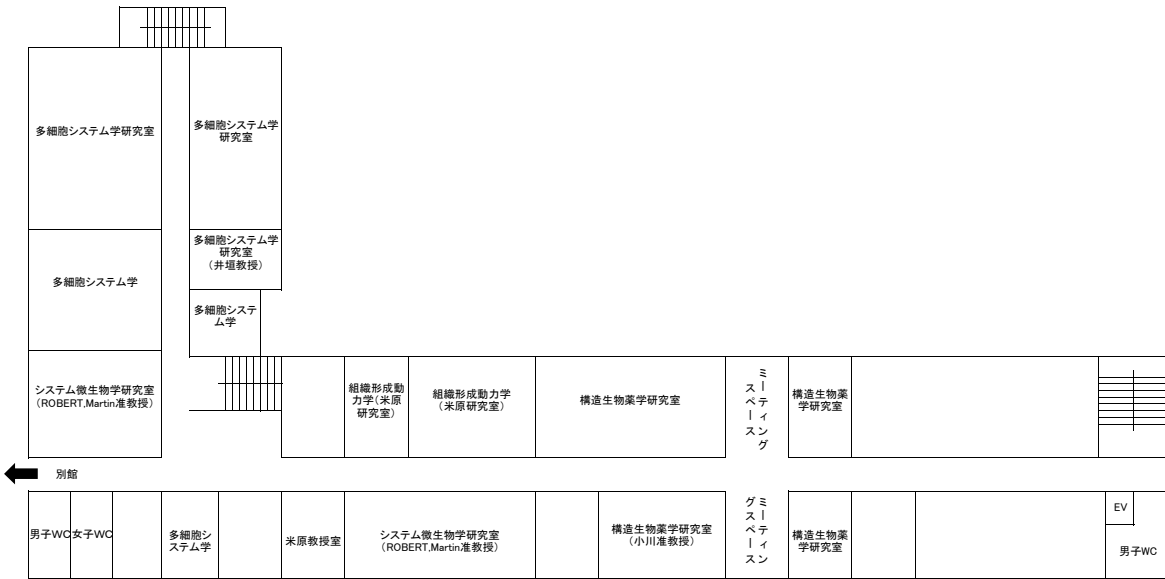 多細胞システム学研究室
多細胞システム学
研究室
多細胞システム学
研究室
（井垣教授）
多細胞システム学
多細胞システ
ム学
システム微生物学研究室
（ROBERT,Martin准教授）
組織形成動
力学（米原
研究室）
組織形成動力学
（米原研究室）
構造生物薬学研究室
ミーティング
スペース
構造生物薬
学研究室
別館
男子WC
女子WC
多細胞シ
ステム学
米原教授室
システム微生物学研究室
（ROBERT,Martin准教授）
構造生物薬学研究室
（小川准教授）
ミーティン
グスペース
構造生物薬
学研究室
EV
男子WC